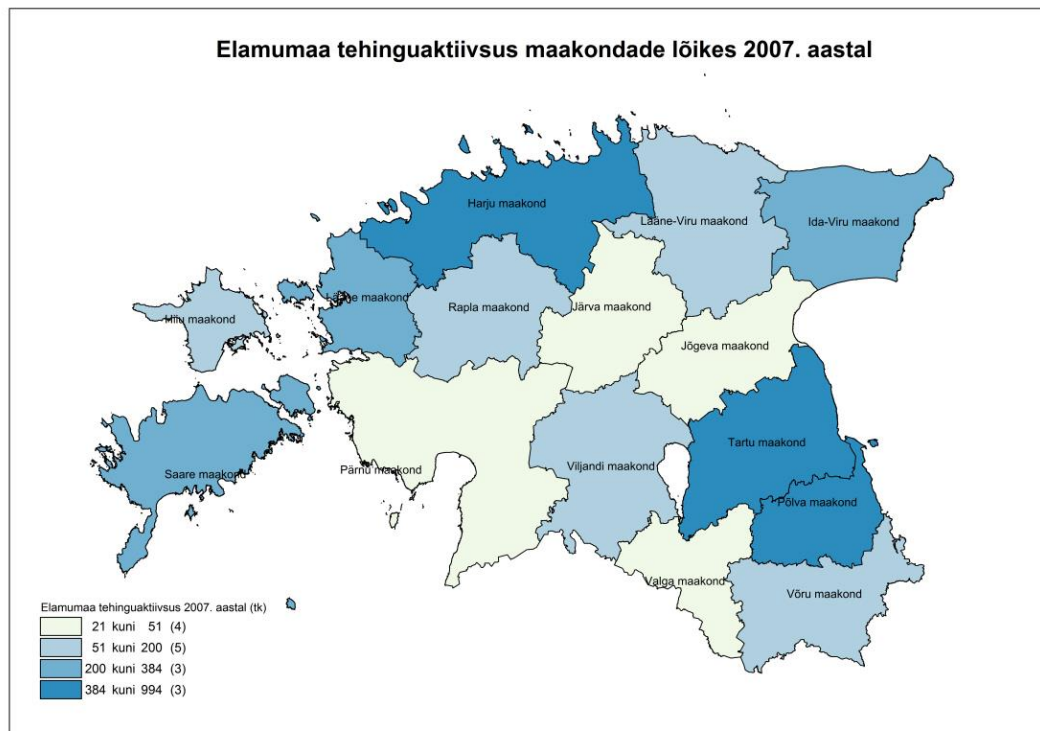 Elamumaa tehinguaktiivsus maakondade lõikes 2007. aastal
Harju maakond
Lääne-Viru maakond
Ida-Viru maakond
Lääne maakond
Rapla maakond
Järva maakond
Hiiu maakond
Jõgeva maakond
Tartu maakond
Viljandi maakond
Pärnu maakond
Saare maakond
Põlva maakond
Valga maakond
Võru maakond
Elamumaa tehinguaktiivsus 2007. aastal (tk)
21 kuni 51 (4)
51 kuni 200 (5)
200 kuni 384 (3)
384 kuni 994 (3)